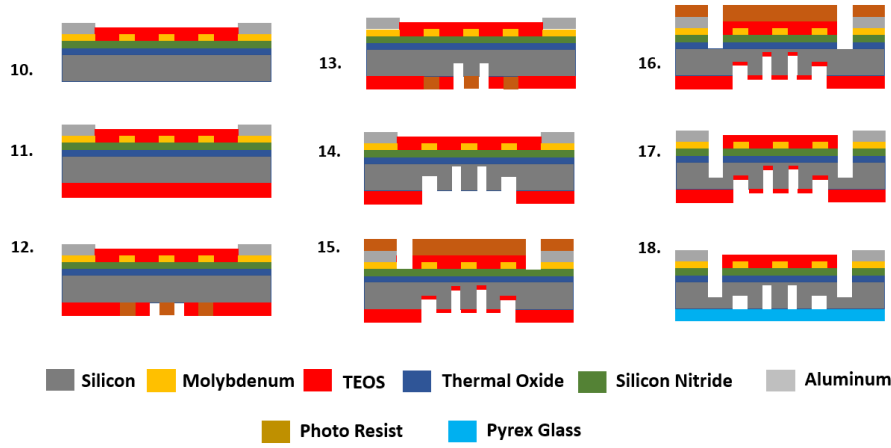 10.
13.
16.
11.
14.
17.
12.
15.
18.
Silicon
Molybdenum
TEOS
Thermal Oxide
Silicon Nitride
Aluminum
Photo Resist
Pyrex Glass